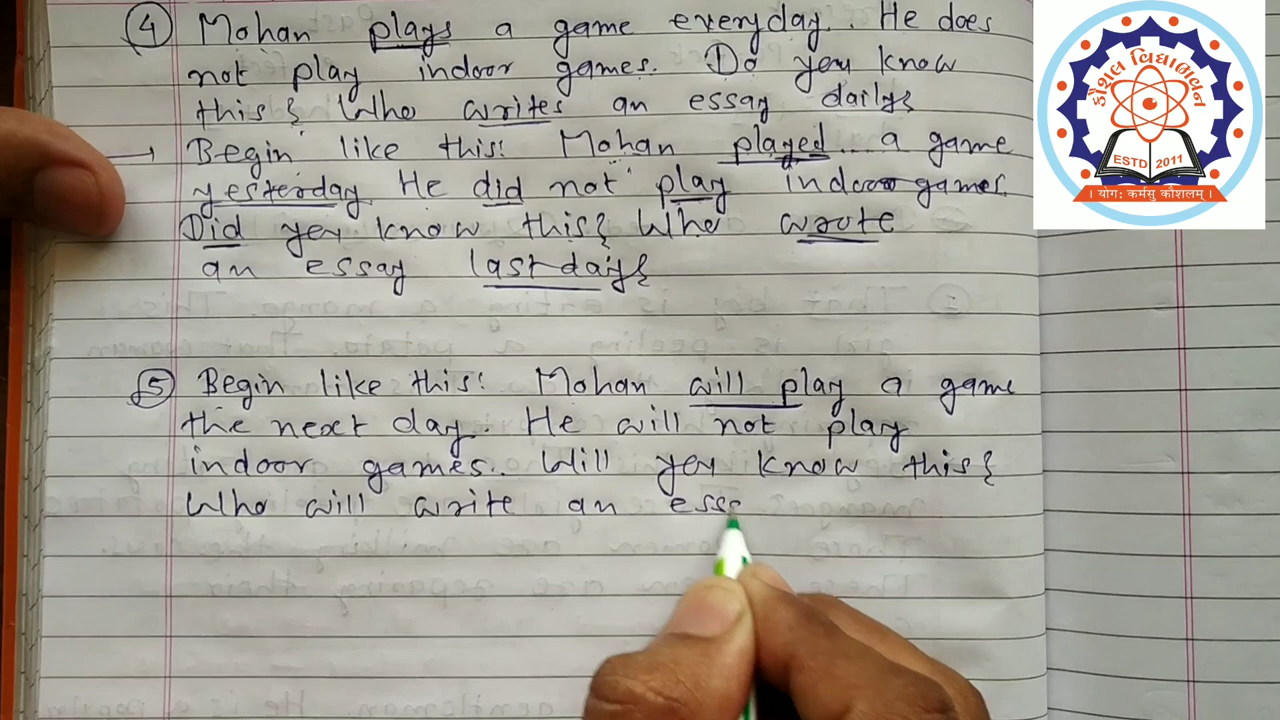 ④ Mohan plays a game everyday. He does
not play indoor games. Do you know
this? Who writes an essay daily?
→ Begin like this: Mohan played a game
yesterday. He did not play indoor games.
Did you know this? Who wrote
an essay last day?
⑤ Begin like this: Mohan will play a game
the next day. He will not play
indoor games. Will you know this?
Who will write an ess
કૌશલ વિદ્યાભવન
ESTD 2011
। योगः कर्मसु कौशलम् ।